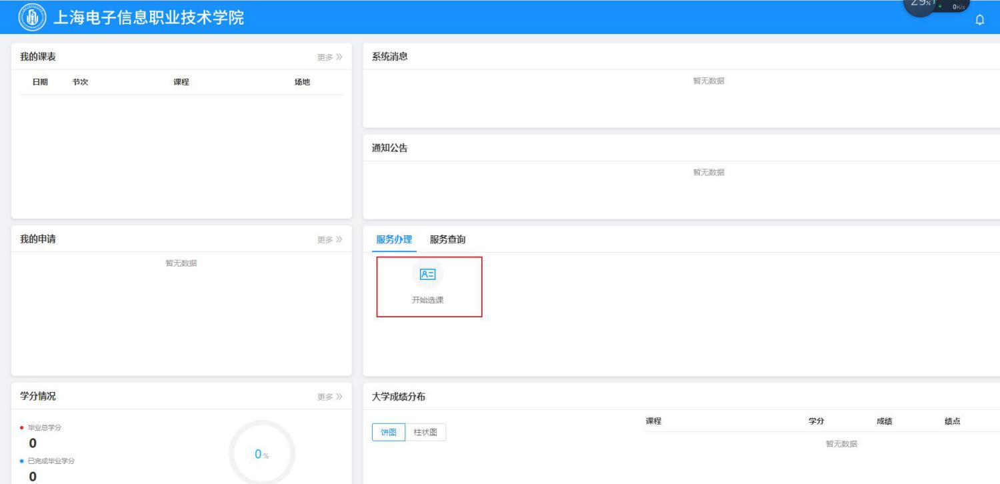 上海电子信息职业技术学院
29%
0K/s
我的课表
更多
日期 节次 课程 场地
系统消息
暂无数据
通知公告
暂无数据
我的申请
更多
暂无数据
服务办理 服务查询
开始选课
学分情况
更多
毕业总学分
0
已完成毕业学分
0
0%
大学成绩分布
饼图 柱状图
课程 学分 成绩 绩点
暂无数据